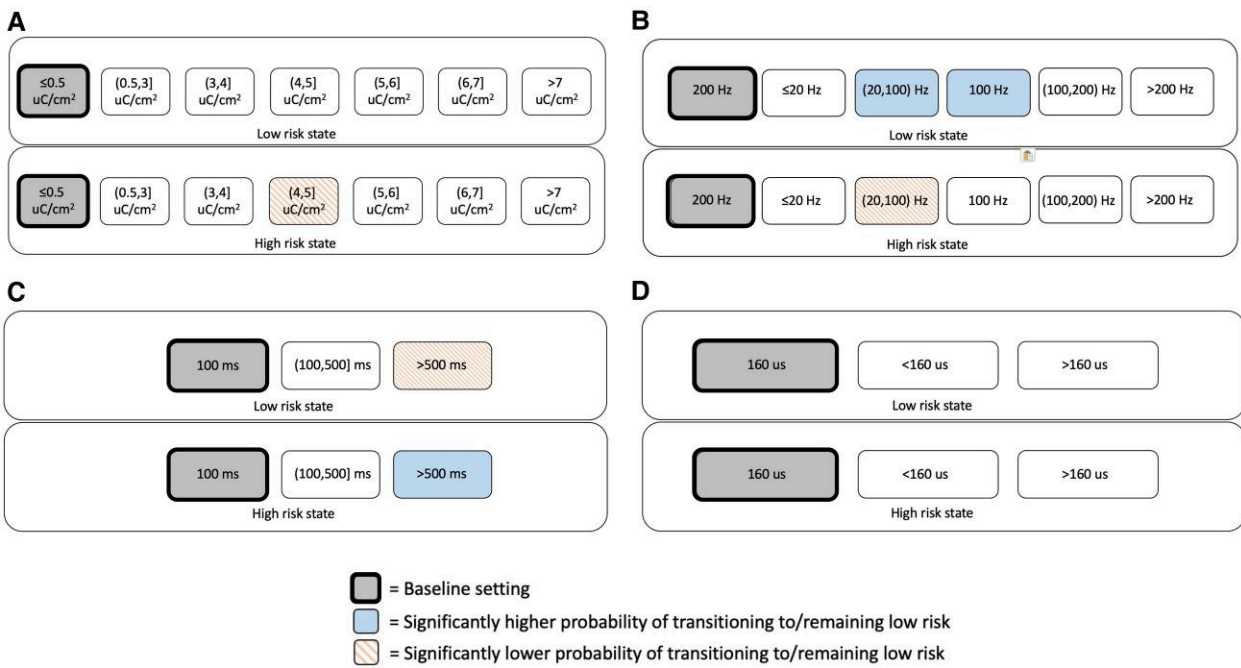 A
≤0.5 (0.5,3] (3,4] (4,5] (5,6] (6,7] >7
uC/cm² uC/cm² uC/cm² uC/cm² uC/cm² uC/cm² uC/cm²
Low risk state
≤0.5 (0.5,3] (3,4] (4,5] (5,6] (6,7] >7
uC/cm² uC/cm² uC/cm² uC/cm² uC/cm² uC/cm² uC/cm²
High risk state
B
200 Hz ≤20 Hz (20,100) Hz 100 Hz (100,200) Hz >200 Hz
Low risk state
200 Hz ≤20 Hz (20,100) Hz 100 Hz (100,200) Hz >200 Hz
High risk state
C
100 ms (100,500] ms >500 ms
Low risk state
100 ms (100,500] ms >500 ms
High risk state
D
160 us <160 us >160 us
Low risk state
160 us <160 us >160 us
High risk state
= Baseline setting
= Significantly higher probability of transitioning to/remaining low risk
= Significantly lower probability of transitioning to/remaining low risk